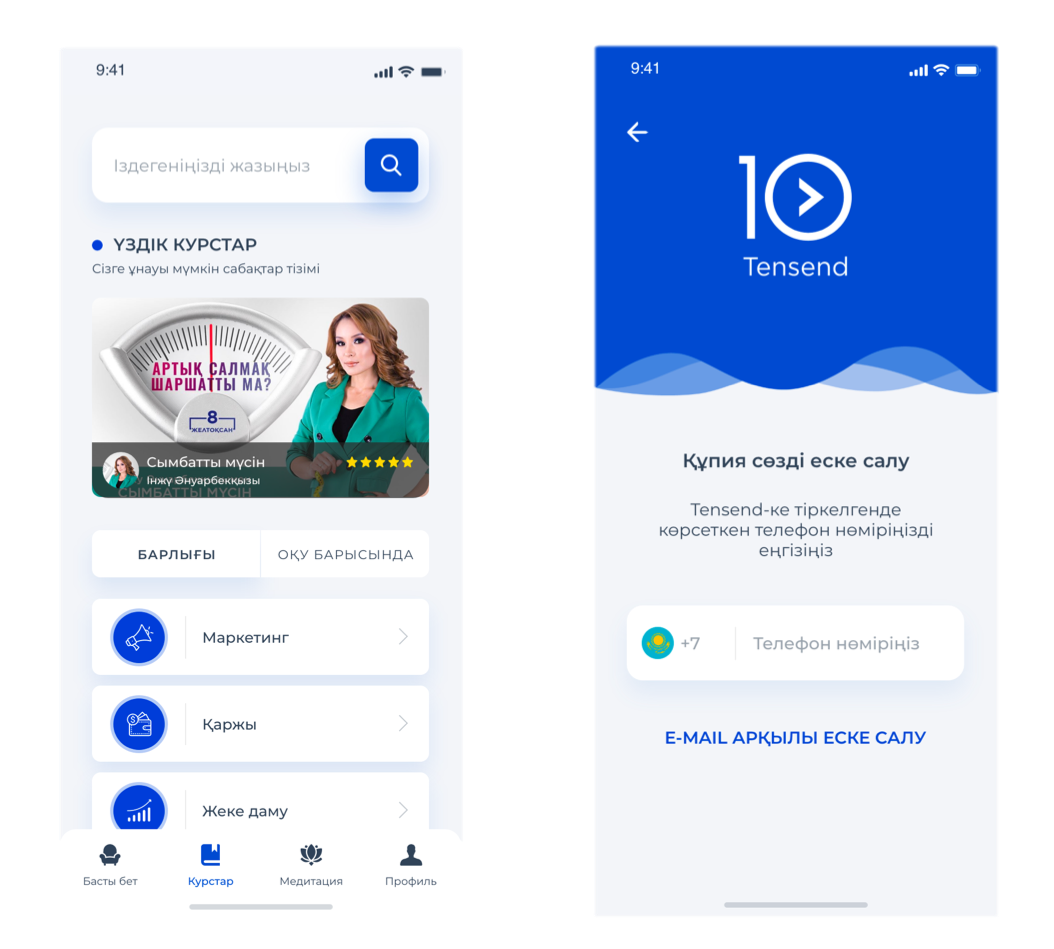 9:41
Іздегеніңізді жазыңыз
ҮЗДІК КУРСТАР
Сізге ұнауы мүмкін сабақтар тізімі
АРТЫҚ САЛМАҚ
ШАРШАТТЫ МА?
8
ЖЕЛТОҚСАН
Сымбатты мүсін
Інжу Әнуарбекқызы
СЫМБАТТЫ МҮСІН
БАРЛЫҒЫ
ОҚУ БАРЫСЫНДА
Маркетинг
Қаржы
Жеке даму
Басты бет
Курстар
Медитация
Профиль
9:41
10
Tensend
Құпия сөзді еске салу
Tensend-ке тіркелгенде
көрсеткен телефон нөміріңізді
еңгізіңіз
+7
Телефон нөміріңіз
E-MAIL АРҚЫЛЫ ЕСКЕ САЛУ